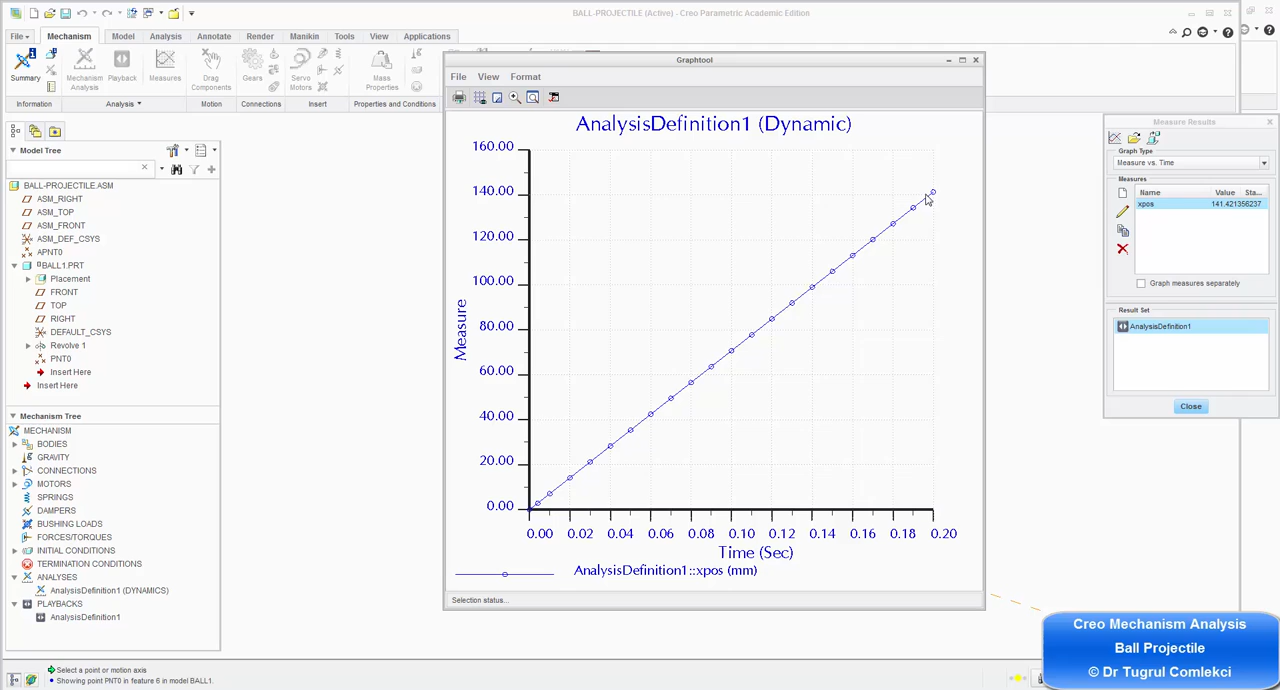 BALL-PROJECTILE (Active) - Creo Parametric Academic Edition
File
Mechanism
Model
Analysis
Annotate
Render
Manikin
Tools
View
Applications
Summary
Mechanism Analysis
Playback
Measures
Drag Components
Gears
Servo Motors
Mass Properties
Information
Analysis
Motion
Connections
Insert
Properties and Conditions
Model Tree
BALL-PROJECTILE.ASM
ASM_RIGHT
ASM_TOP
ASM_FRONT
ASM_DEF_CSYS
APNT0
BALL1.PRT
Placement
FRONT
TOP
RIGHT
DEFAULT_CSYS
Revolve 1
PNT0
Insert Here
Insert Here
Mechanism Tree
MECHANISM
BODIES
GRAVITY
CONNECTIONS
MOTORS
SPRINGS
DAMPERS
BUSHING LOADS
FORCES/TORQUES
INITIAL CONDITIONS
TERMINATION CONDITIONS
ANALYSES
AnalysisDefinition1 (DYNAMICS)
PLAYBACKS
AnalysisDefinition1
Select a point or motion axis
Showing point PNT0 in feature 6 in model BALL1.
Graphtool
File View Format
AnalysisDefinition1 (Dynamic)
160.00
140.00
120.00
100.00
80.00
60.00
40.00
20.00
0.00
Measure
0.00 0.02 0.04 0.06 0.08 0.10 0.12 0.14 0.16 0.18 0.20
Time (Sec)
AnalysisDefinition1::xpos (mm)
Selection status...
Measure Results
Graph Type
Measure vs. Time
Measures
Name Value Sta...
xpos 141.421356237
Graph measures separately
Result Set
AnalysisDefinition1
Close
Creo Mechanism Analysis
Ball Projectile
© Dr Tugrul Comlekci